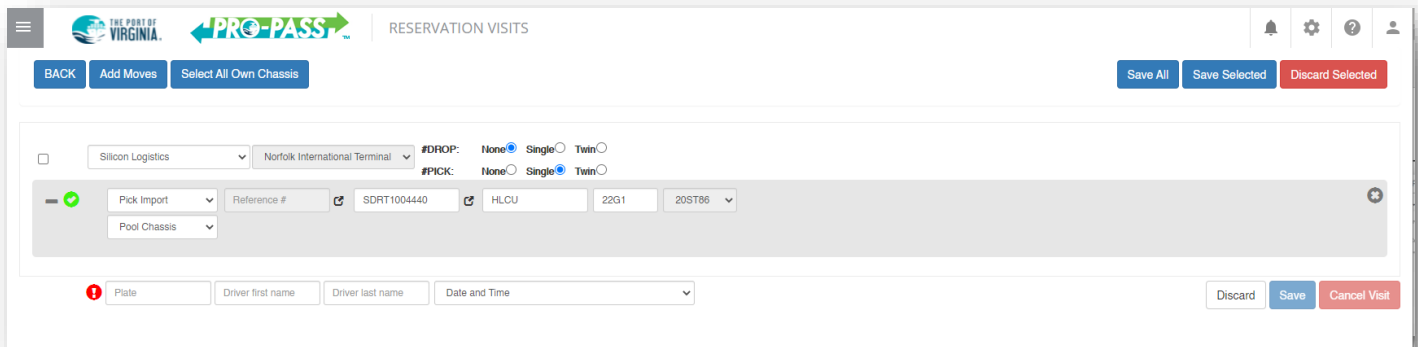 THE PORT OF
VIRGINIA.
PRO-PASS TM
RESERVATION VISITS
BACK
Add Moves
Select All Own Chassis
Save All
Save Selected
Discard Selected
Silicon Logistics
Norfolk International Terminal
#DROP: None Single Twin
#PICK: None Single Twin
Pick Import
Reference #
SDRT1004440
HLCU
22G1
20ST86
Pool Chassis
Plate
Driver first name
Driver last name
Date and Time
Discard
Save
Cancel Visit